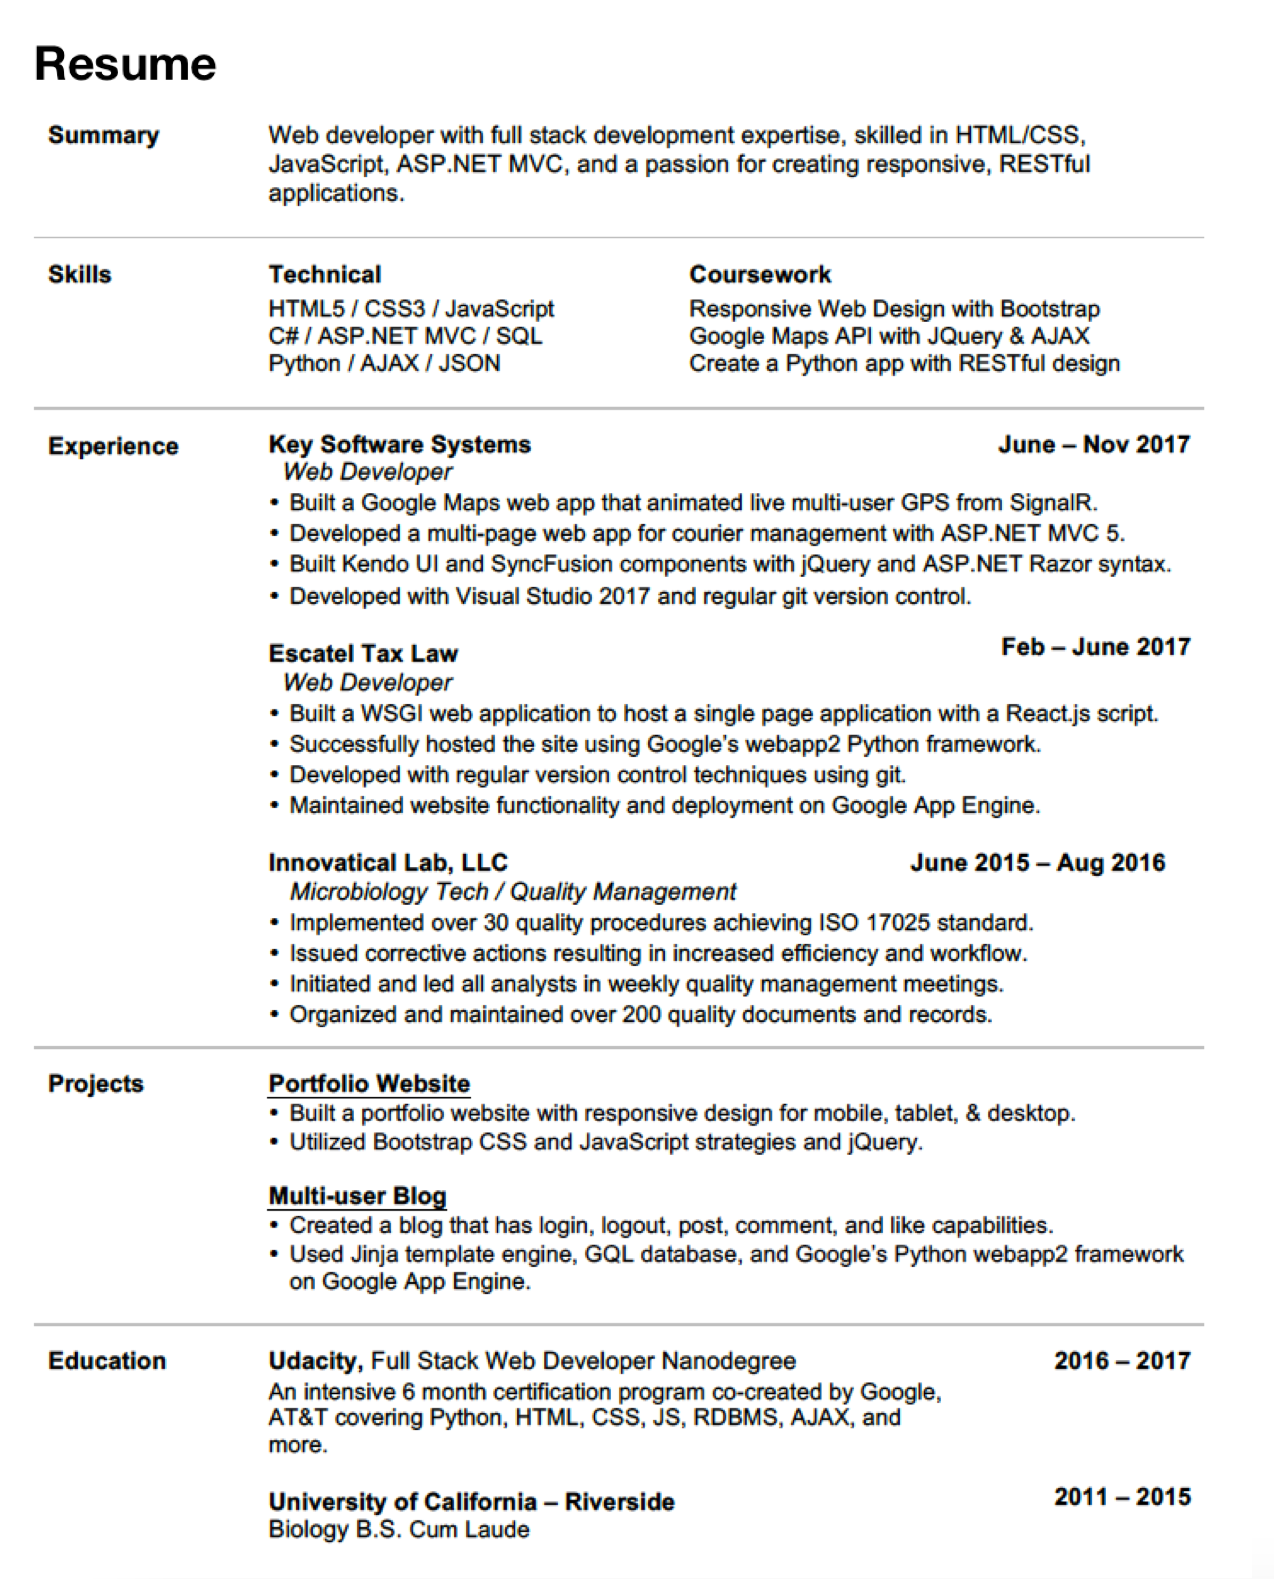 Resume
Summary
Web developer with full stack development expertise, skilled in HTML/CSS,
JavaScript, ASP.NET MVC, and a passion for creating responsive, RESTful
applications.
Skills
Technical
HTML5 / CSS3 / JavaScript
C# / ASP.NET MVC / SQL
Python / AJAX / JSON
Coursework
Responsive Web Design with Bootstrap
Google Maps API with JQuery & AJAX
Create a Python app with RESTful design
Experience
Key Software Systems June – Nov 2017
Web Developer
• Built a Google Maps web app that animated live multi-user GPS from SignalR.
• Developed a multi-page web app for courier management with ASP.NET MVC 5.
• Built Kendo UI and SyncFusion components with jQuery and ASP.NET Razor syntax.
• Developed with Visual Studio 2017 and regular git version control.
Escatel Tax Law Feb – June 2017
Web Developer
• Built a WSGI web application to host a single page application with a React.js script.
• Successfully hosted the site using Google's webapp2 Python framework.
• Developed with regular version control techniques using git.
• Maintained website functionality and deployment on Google App Engine.
Innovatical Lab, LLC June 2015 – Aug 2016
Microbiology Tech / Quality Management
• Implemented over 30 quality procedures achieving ISO 17025 standard.
• Issued corrective actions resulting in increased efficiency and workflow.
• Initiated and led all analysts in weekly quality management meetings.
• Organized and maintained over 200 quality documents and records.
Projects
Portfolio Website
• Built a portfolio website with responsive design for mobile, tablet, & desktop.
• Utilized Bootstrap CSS and JavaScript strategies and jQuery.
Multi-user Blog
• Created a blog that has login, logout, post, comment, and like capabilities.
• Used Jinja template engine, GQL database, and Google's Python webapp2 framework
on Google App Engine.
Education
Udacity, Full Stack Web Developer Nanodegree 2016 – 2017
An intensive 6 month certification program co-created by Google,
AT&T covering Python, HTML, CSS, JS, RDBMS, AJAX, and
more.
University of California – Riverside 2011 – 2015
Biology B.S. Cum Laude